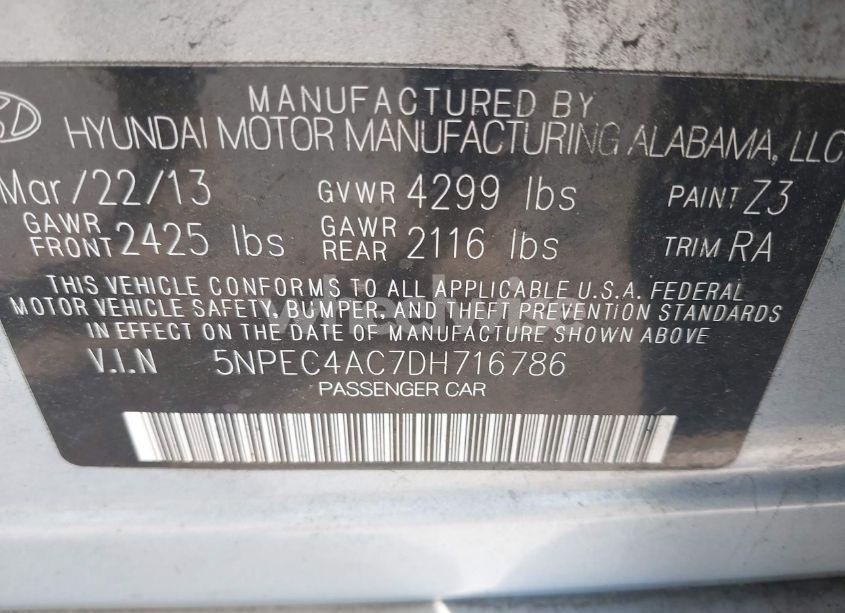 MANUFACTURED BY
HYUNDAI MOTOR MANUFACTURING ALABAMA, LLC
Mar/22/13 GVWR 4299 lbs PAINT Z3
GAWR FRONT 2425 lbs GAWR REAR 2116 lbs TRIM RA
THIS VEHICLE CONFORMS TO ALL APPLICABLE U.S.A. FEDERAL
MOTOR VEHICLE SAFETY, BUMPER, AND THEFT PREVENTION STANDARDS
IN EFFECT ON THE DATE OF MANUFACTURE SHOWN ABOVE
V.I.N 5NPEC4AC7DH716786
PASSENGER CAR